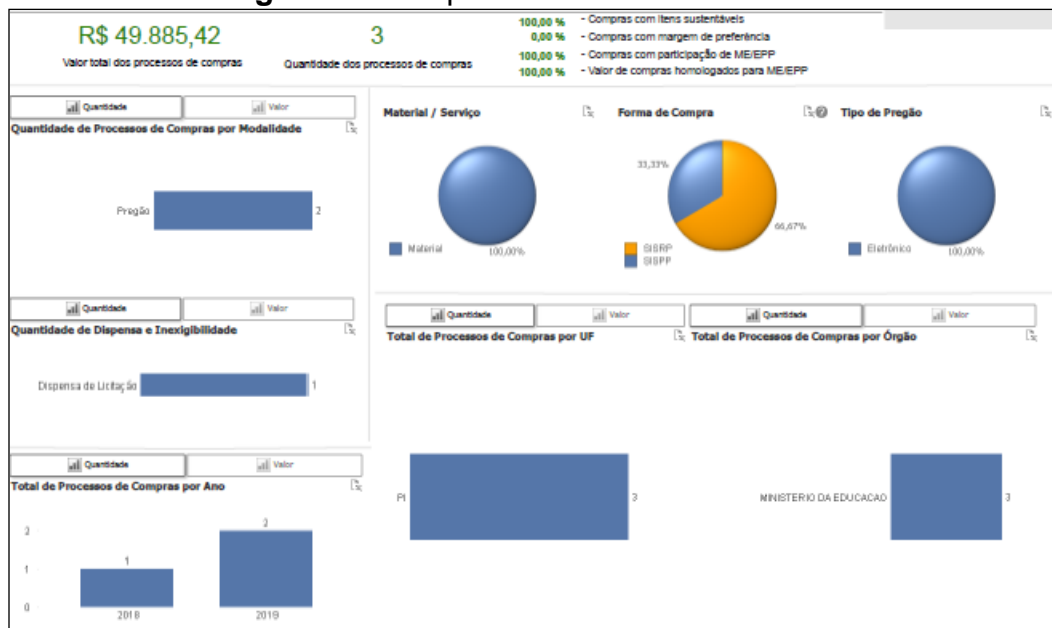 R$ 49.885,42
Valor total dos processos de compras
3
Quantidade dos processos de compras
100,00 % - Compras com itens sustentáveis
0,00 % - Compras com margem de preferência
100,00 % - Compras com participação de ME/EPP
100,00 % - Valor de compras homologados para ME/EPP
Quantidade Valor
Quantidade de Processos de Compras por Modalidade
Pregão 2
Material / Serviço
Material 100,00%
Forma de Compra
33,33%
66,67%
SISRP
SISPP
Tipo de Pregão
Eletrônico 100,00%
Quantidade Valor
Quantidade de Dispensa e Inexigibilidade
Dispensa de Licitação 1
Quantidade Valor
Total de Processos de Compras por UF
PI 3
Quantidade Valor
Total de Processos de Compras por Órgão
MINISTERIO DA EDUCACAO 3
Quantidade Valor
Total de Processos de Compras por Ano
2
2
1
1
0
2018 2019